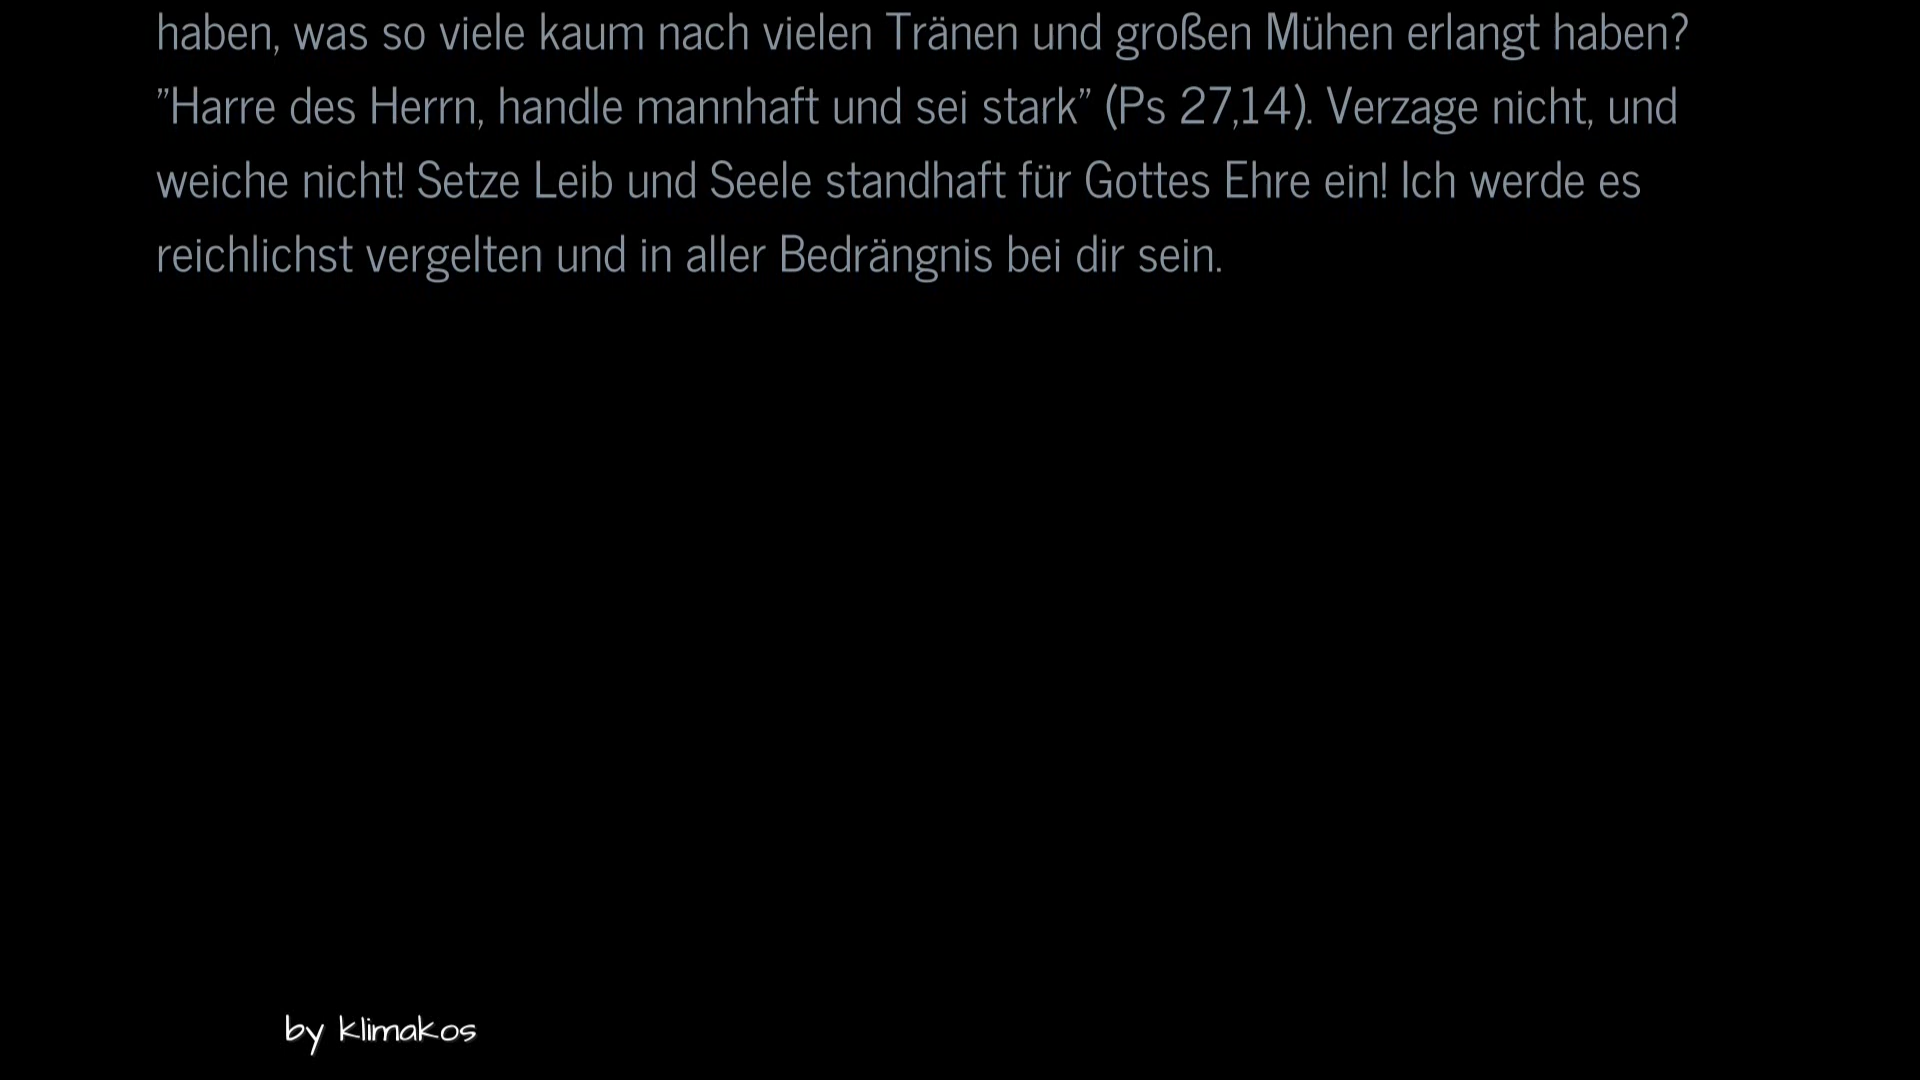 haben, was so viele kaum nach vielen Tränen und großen Mühen erlangt haben?
”Harre des Herrn, handle mannhaft und sei stark” (Ps 27,14). Verzage nicht, und
weiche nicht! Setze Leib und Seele standhaft für Gottes Ehre ein! Ich werde es
reichlichst vergelten und in aller Bedrängnis bei dir sein.
by klimakos